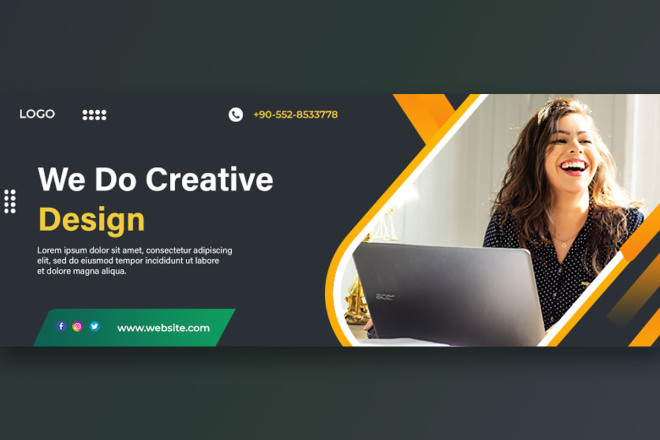 LOGO
+90-552-8533778
We Do Creative
Design
Lorem ipsum dolor sit amet, consectetur adipiscing
elit, sed do eiusmod tempor incididunt ut labore
et dolore magna aliqua.
www.website.com
acer